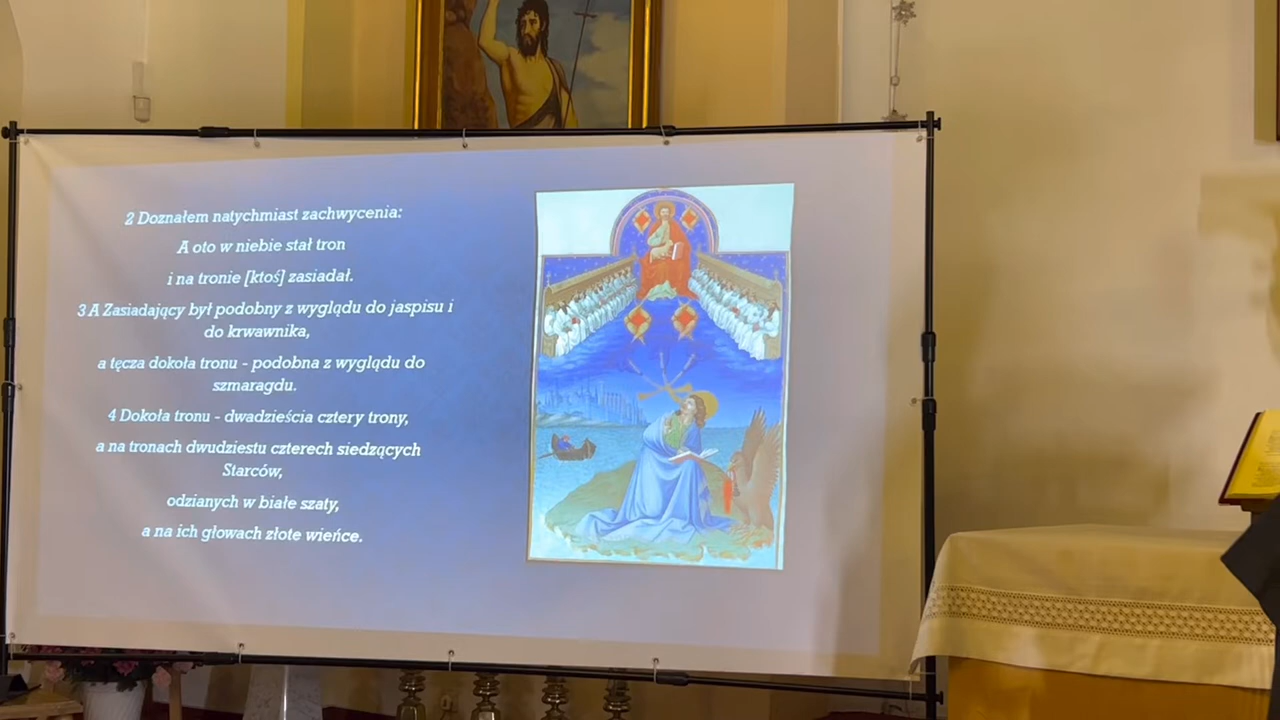 2 Doznałem natychmiast zachwycenia:
A oto w niebie stał tron
i na tronie [ktoś] zasiadał.
3 A Zasiadający był podobny z wyglądu do jaspisu i
do krwawnika,
a tęcza dokoła tronu - podobna z wyglądu do
szmaragdu.
4 Dokoła tronu - dwadzieścia cztery trony,
a na tronach dwudziestu czterech siedzących
Starców,
odzianych w białe szaty,
a na ich głowach złote wieńce.